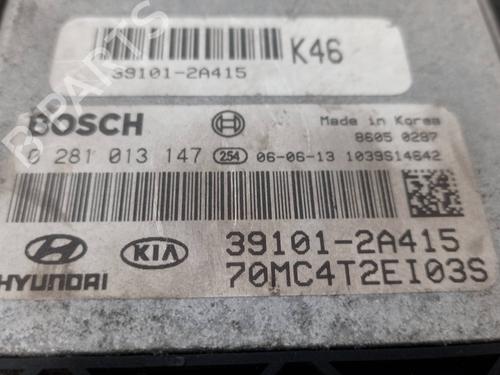 K46
39101-2A415
B PARTS
BOSCH
Made in Korea
8605 0287
0 281 013 147 254 06-06-13 1039S14642
HYUNDAI
KIA
39101-2A415
70MC4T2EI03S